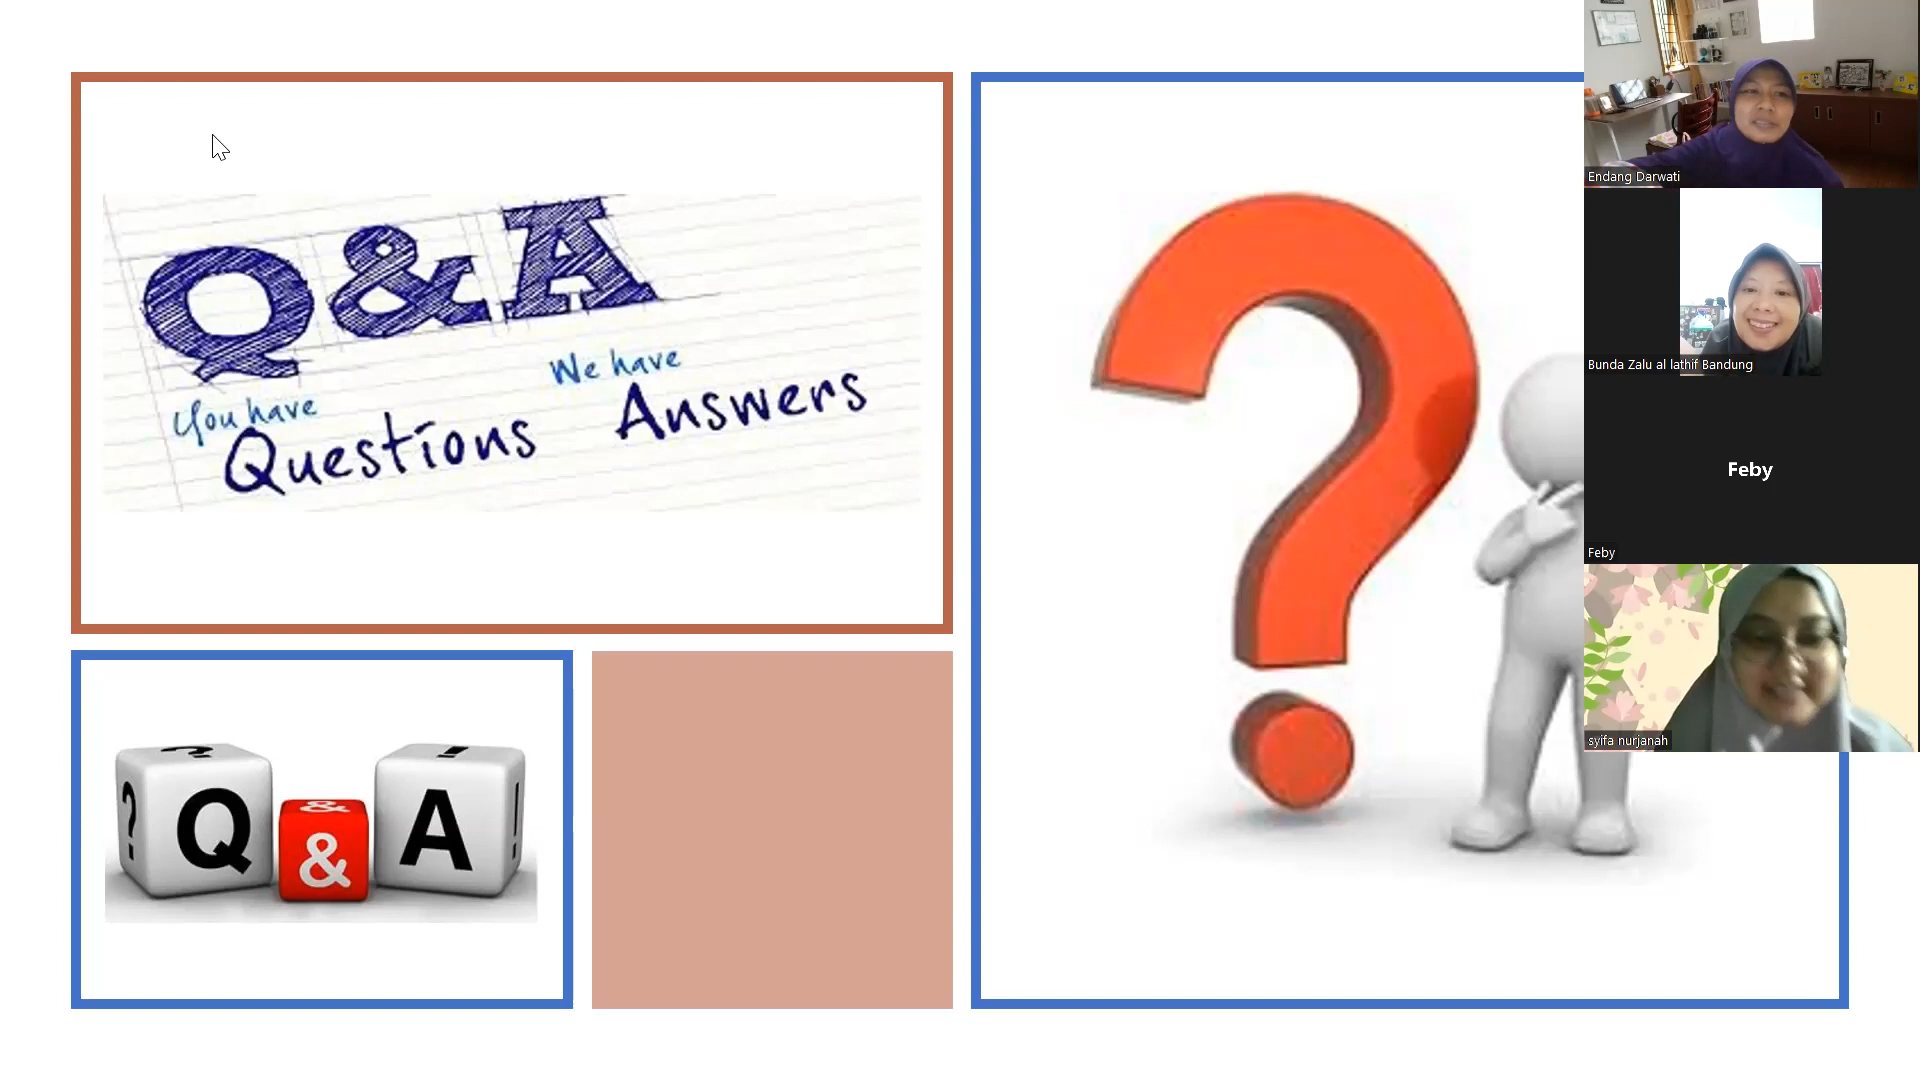 Q & A
You have
Questions
We have
Answers
? ? Q & & A ! !
?
Endang Darwati
Bunda Zalu al lathif Bandung
Feby
Feby
syifa nurjanah